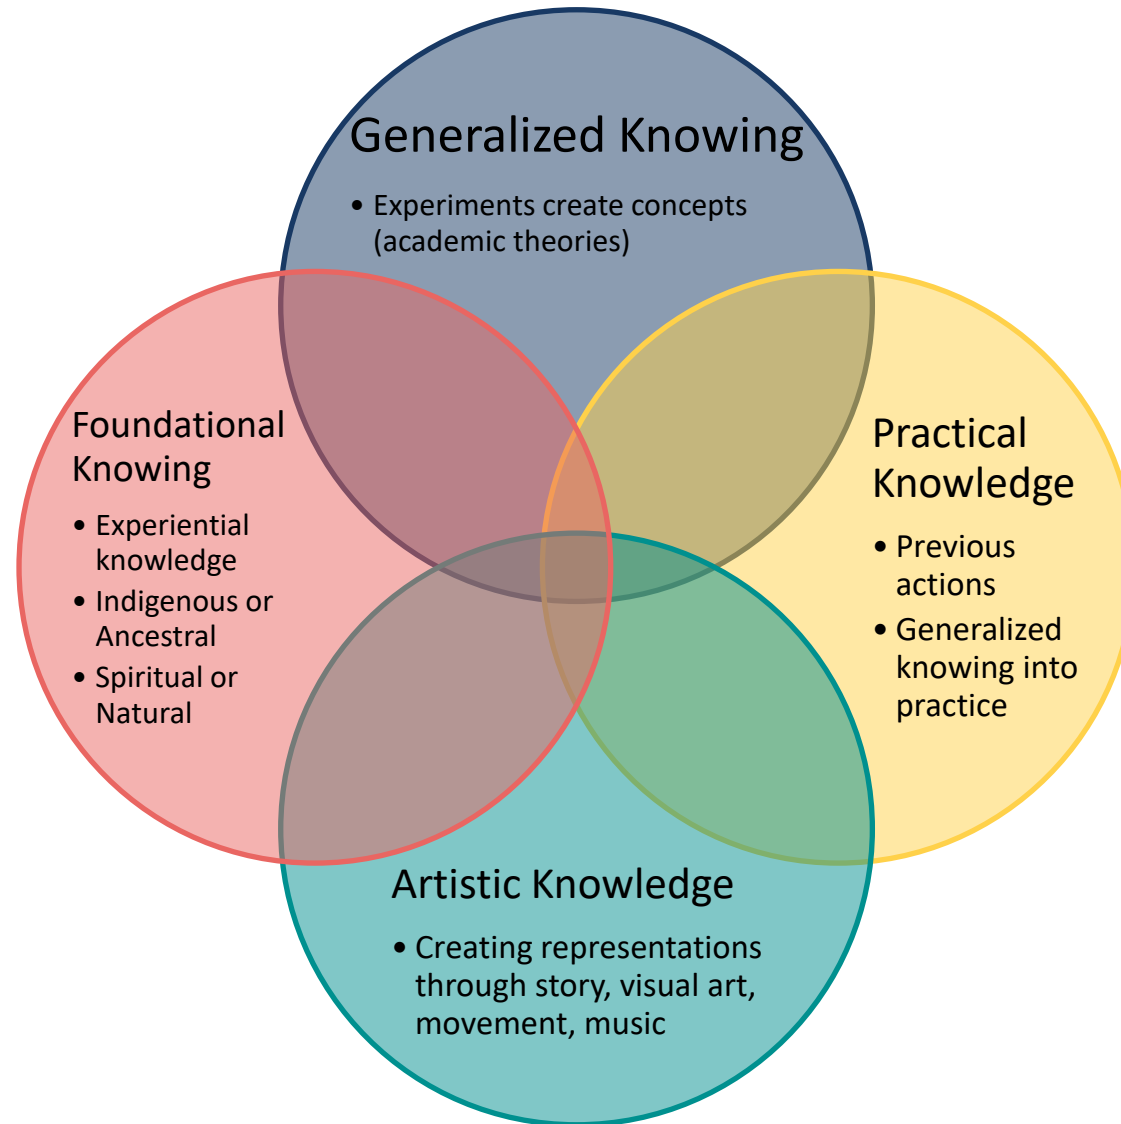 Generalized Knowing
• Experiments create concepts
(academic theories)
Foundational
Knowing
• Experiential
knowledge
• Indigenous or
Ancestral
• Spiritual or
Natural
Practical
Knowledge
• Previous
actions
• Generalized
knowing into
practice
Artistic Knowledge
• Creating representations
through story, visual art,
movement, music